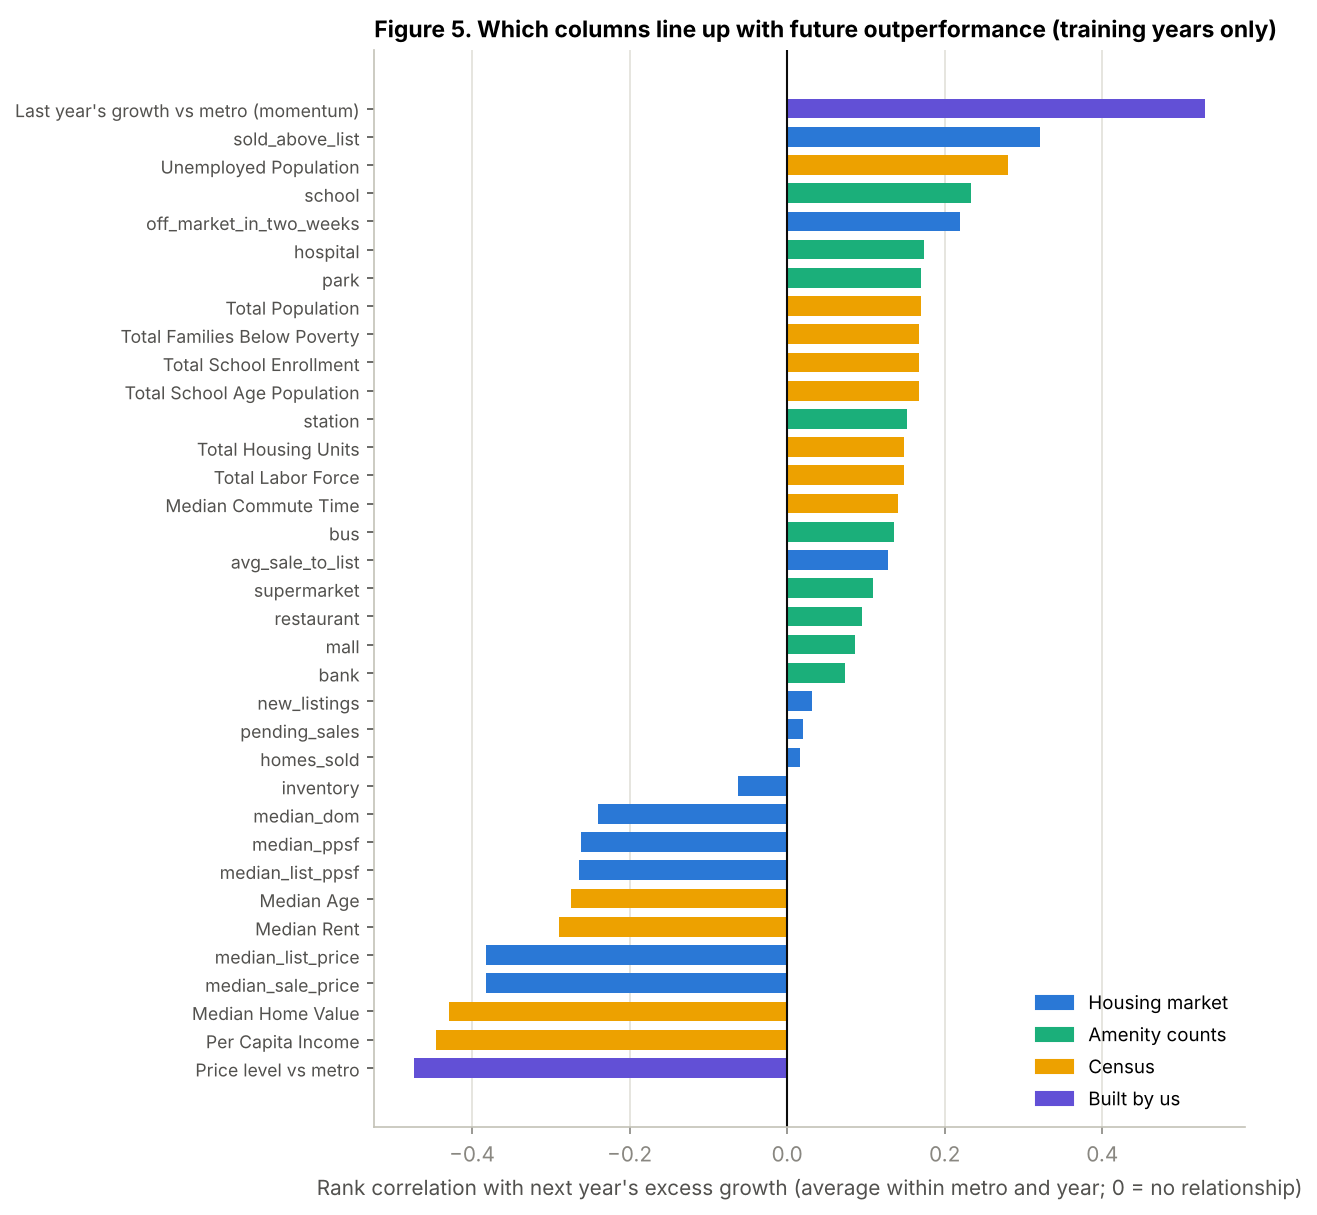 Figure 5. Which columns line up with future outperformance (training years only)
Last year's growth vs metro (momentum)
sold_above_list
Unemployed Population
school
off_market_in_two_weeks
hospital
park
Total Population
Total Families Below Poverty
Total School Enrollment
Total School Age Population
station
Total Housing Units
Total Labor Force
Median Commute Time
bus
avg_sale_to_list
supermarket
restaurant
mall
bank
new_listings
pending_sales
homes_sold
inventory
median_dom
median_ppsf
median_list_ppsf
Median Age
Median Rent
median_list_price
median_sale_price
Median Home Value
Per Capita Income
Price level vs metro
Housing market
Amenity counts
Census
Built by us
−0.4 −0.2 0.0 0.2 0.4
Rank correlation with next year's excess growth (average within metro and year; 0 = no relationship)